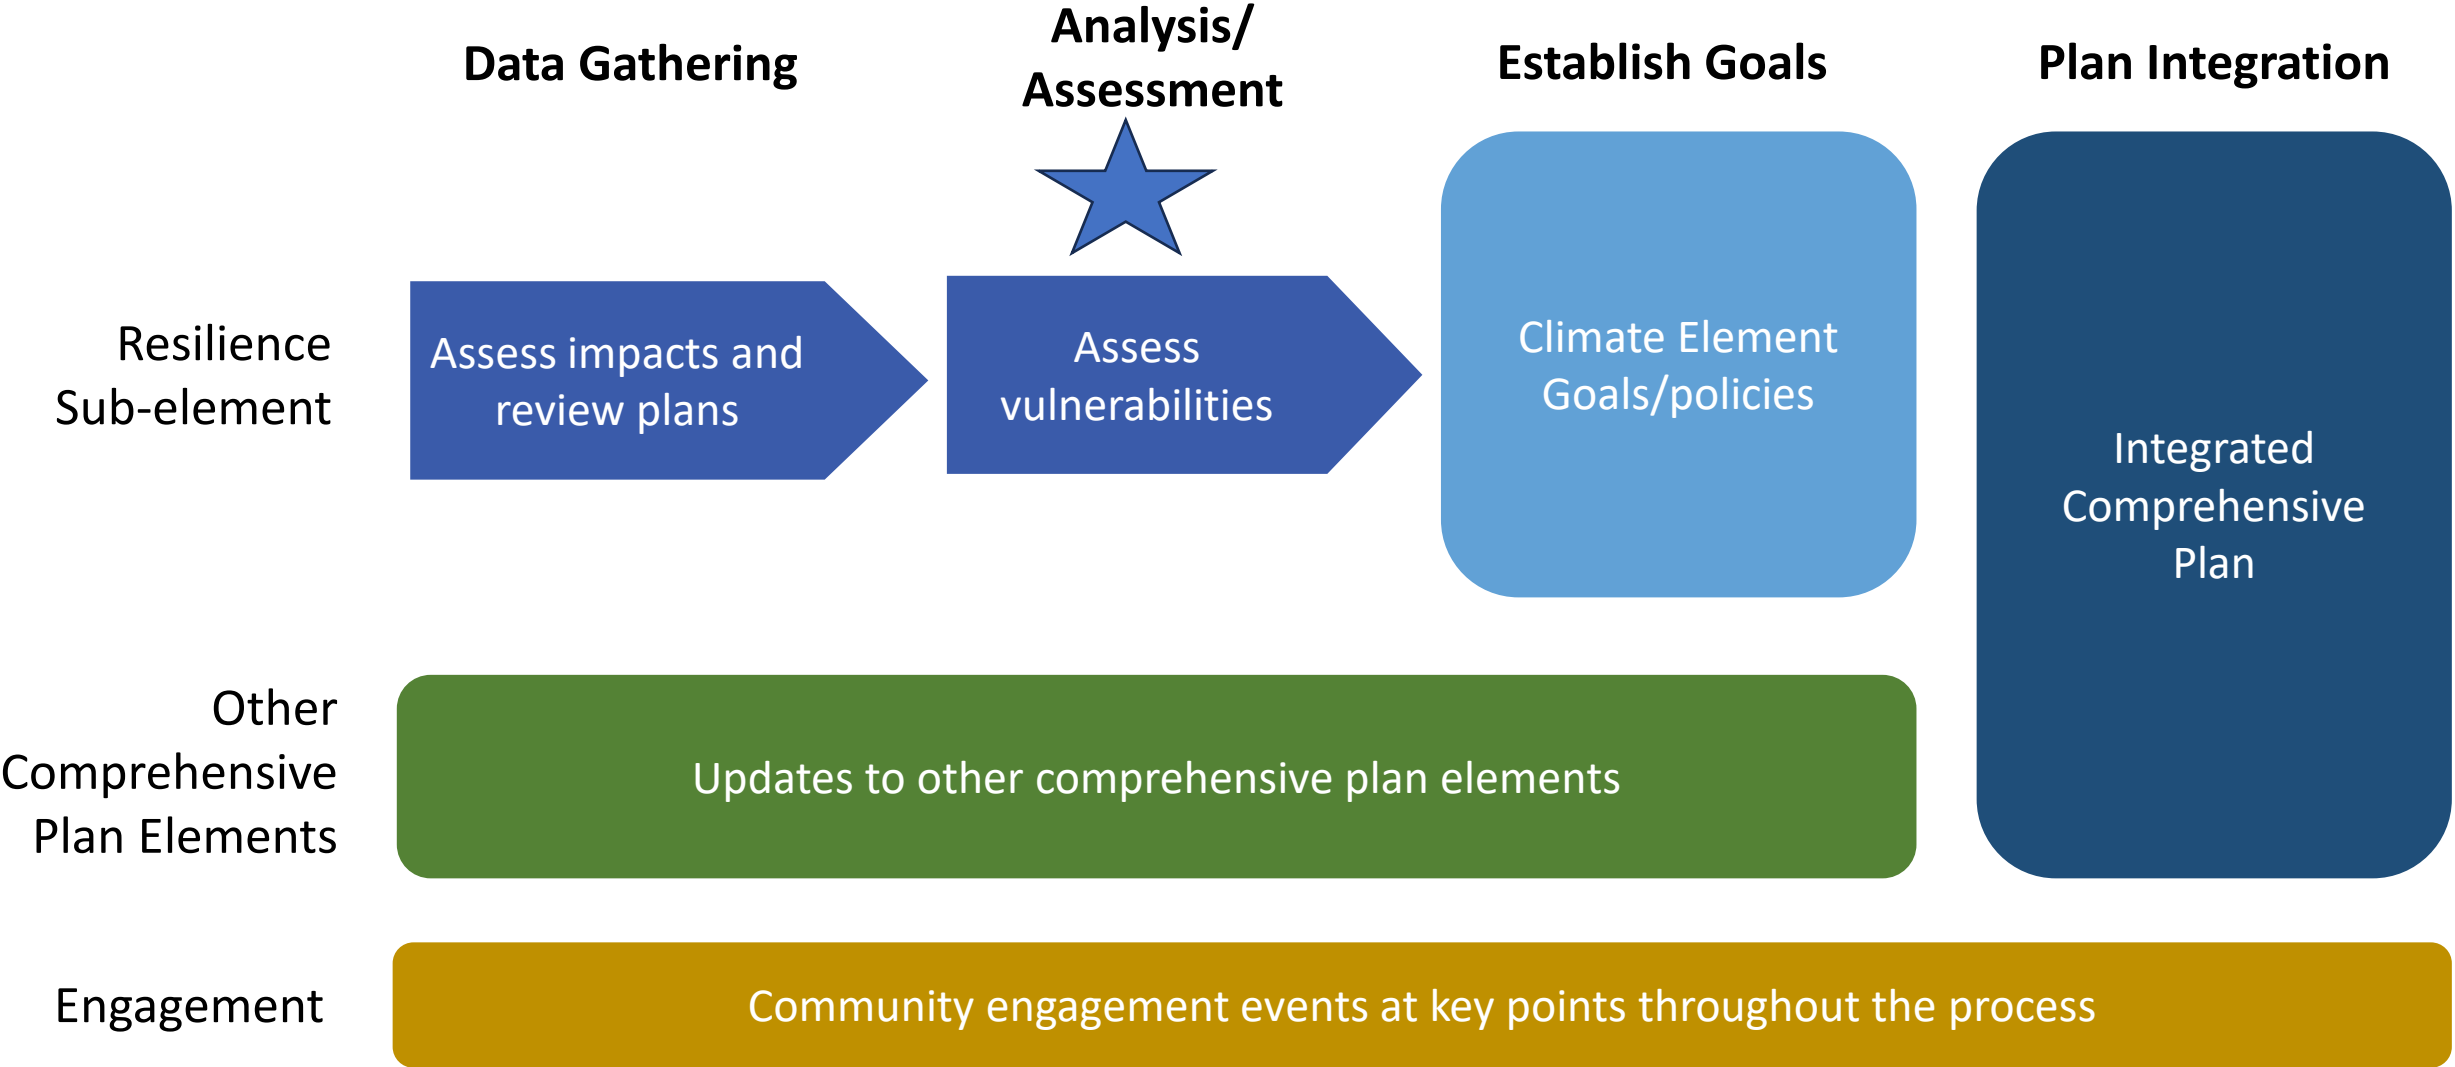 Data Gathering
Analysis/
Assessment
Establish Goals
Plan Integration
Resilience
Sub-element
Assess impacts and
review plans
Assess
vulnerabilities
Climate Element
Goals/policies
Integrated
Comprehensive
Plan
Other
Comprehensive
Plan Elements
Updates to other comprehensive plan elements
Engagement
Community engagement events at key points throughout the process